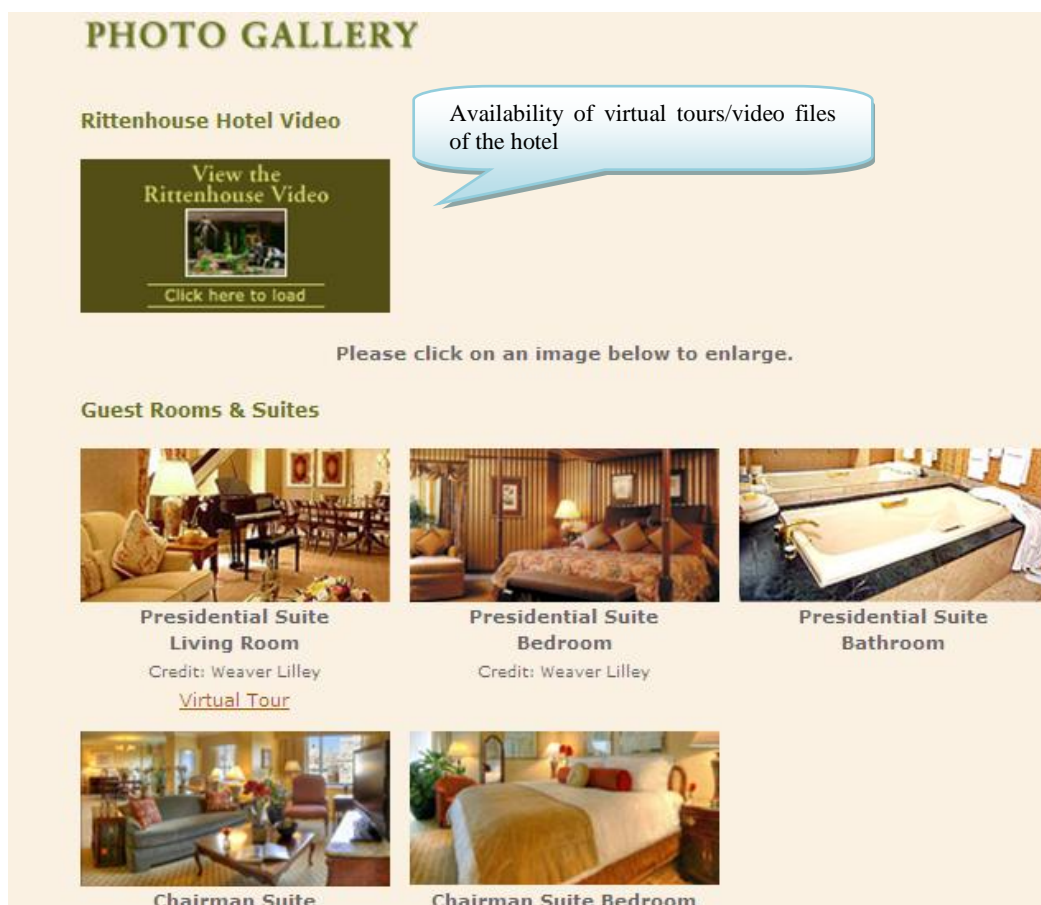 PHOTO GALLERY
Rittenhouse Hotel Video
Availability of virtual tours/video files
of the hotel
View the
Rittenhouse Video
Click here to load
Please click on an image below to enlarge.
Guest Rooms & Suites
Presidential Suite
Living Room
Credit: Weaver Lilley
Virtual Tour
Presidential Suite
Bedroom
Credit: Weaver Lilley
Presidential Suite
Bathroom
Chairman Suite
Chairman Suite Bedroom